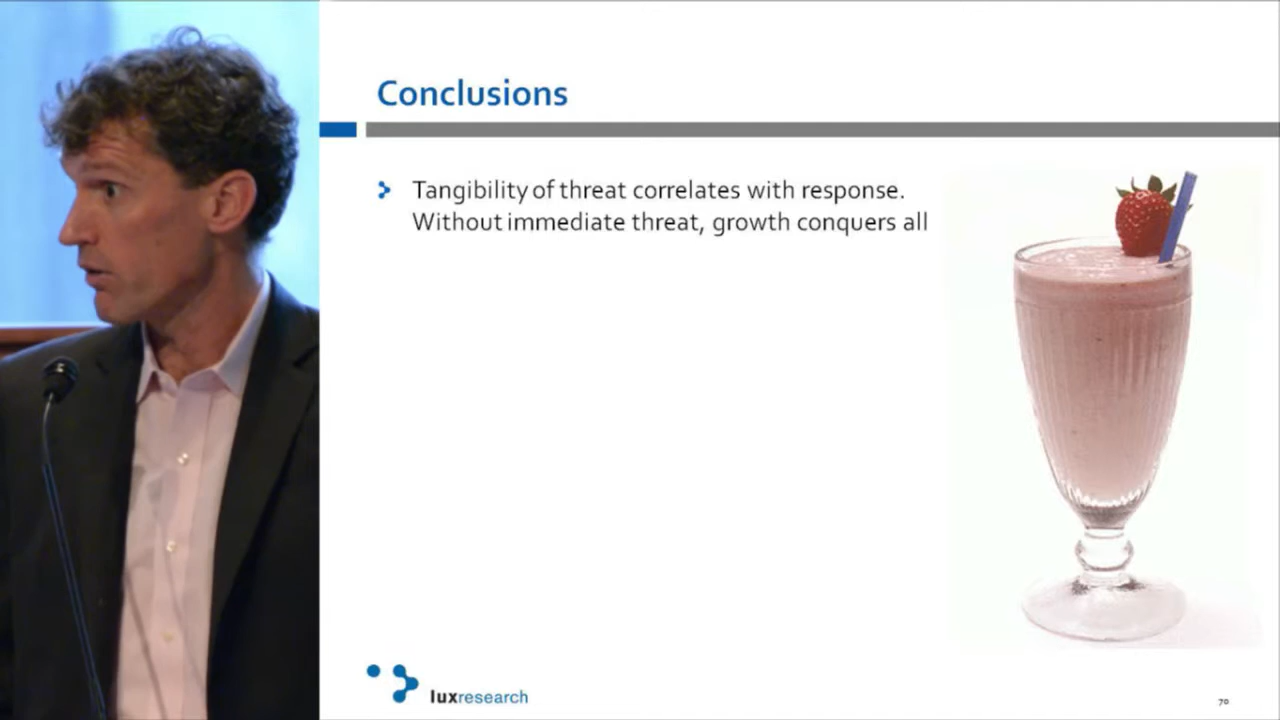 Conclusions
Tangibility of threat correlates with response.
Without immediate threat, growth conquers all
luxresearch
70